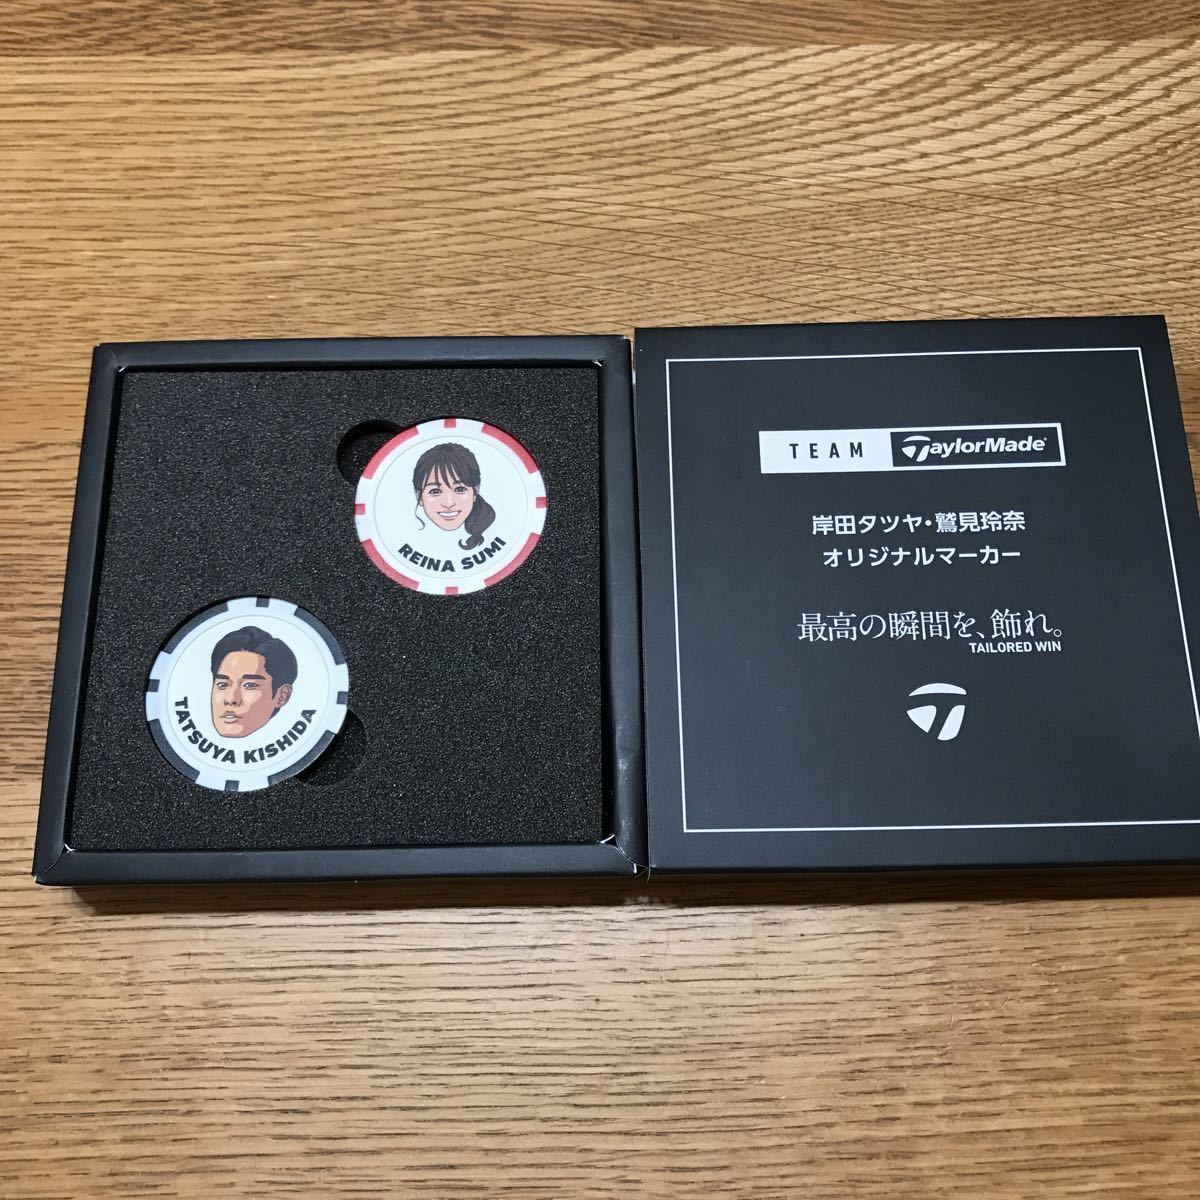 REINA SUMI
TATSUYA KISHIDA
TEAM TaylorMade
岸田タツヤ・鷲見玲奈
オリジナルマーカー
最高の瞬間を、飾れ。
TAILORED WIN